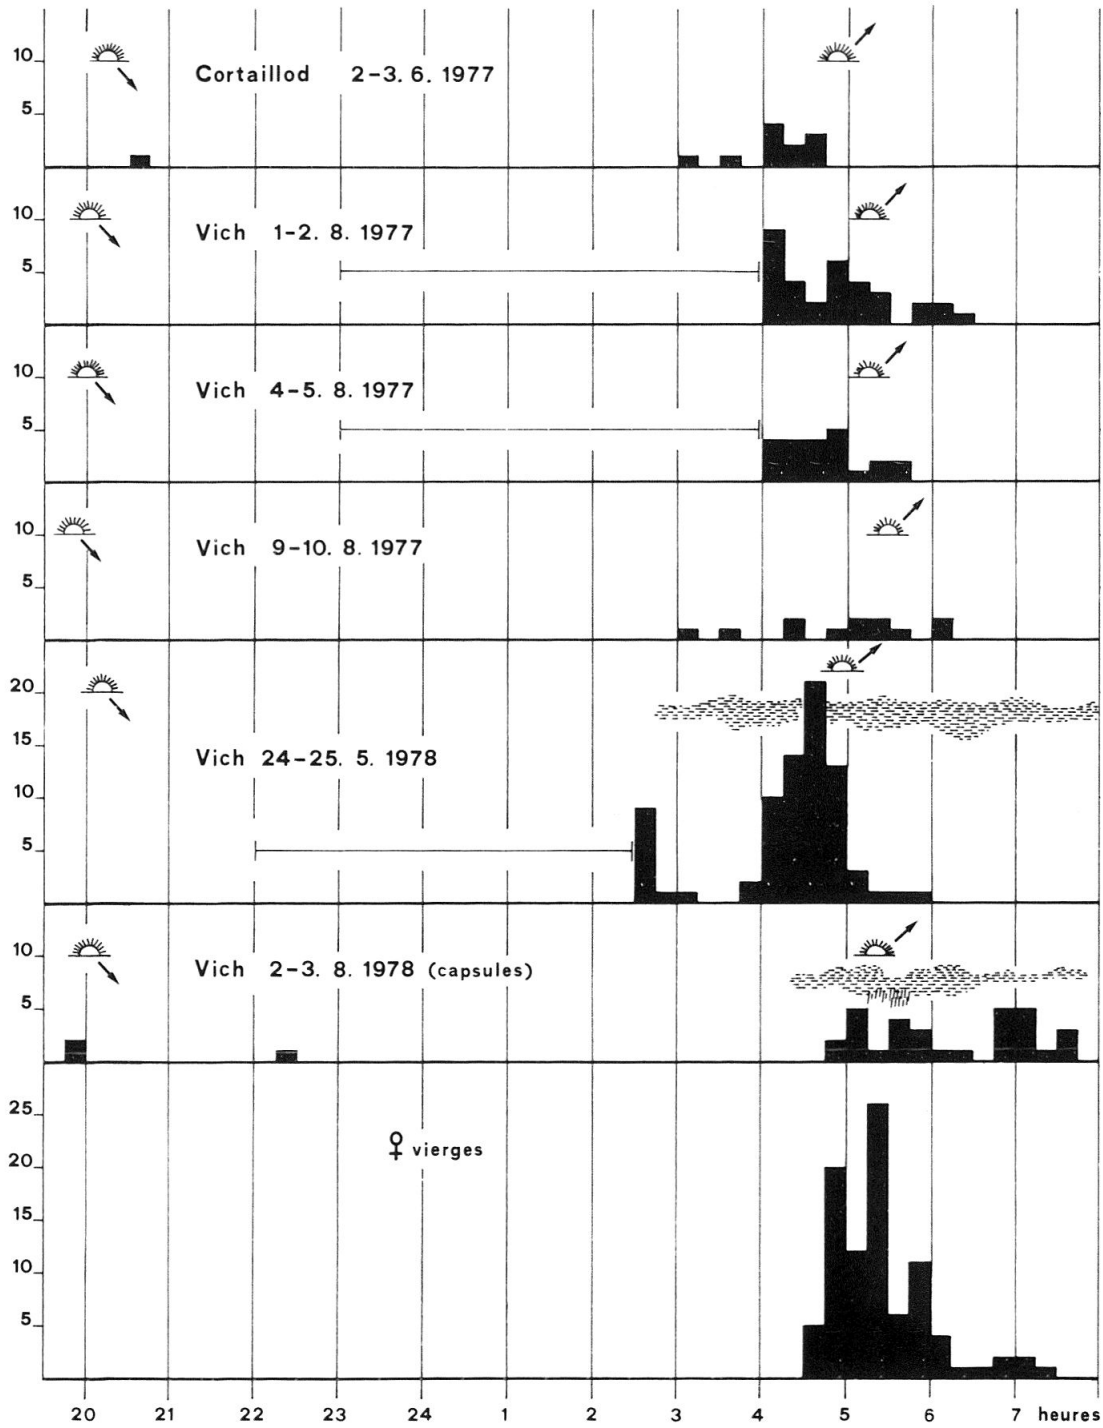 10
Cortaillod 2-3. 6. 1977
5
10
Vich 1-2. 8. 1977
5
10
Vich 4-5. 8. 1977
5
10
Vich 9-10. 8. 1977
5
20
15
Vich 24-25. 5. 1978
10
5
10
Vich 2-3. 8. 1978 (capsules)
5
25
♀ vierges
20
15
10
5
20 21 22 23 24 1 2 3 4 5 6 7 heures